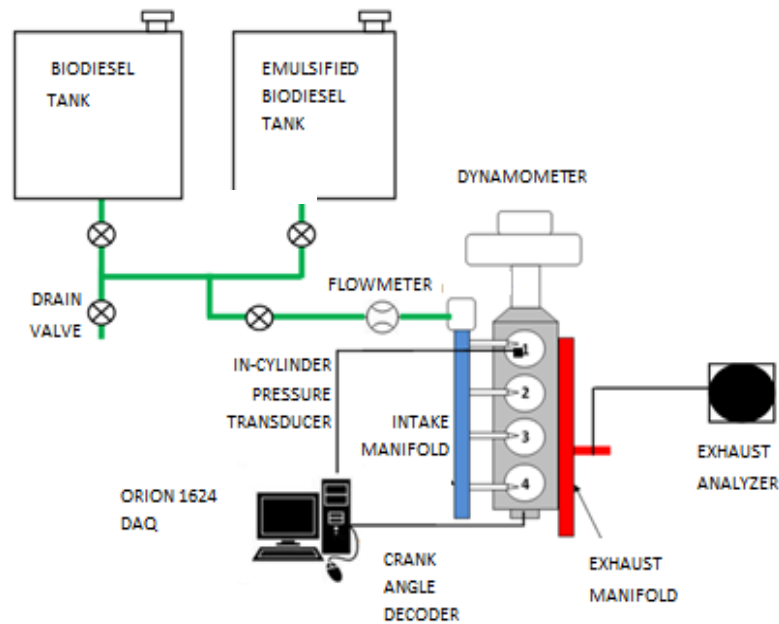 BIODIESEL
TANK
EMULSIFIED
BIODIESEL
TANK
DYNAMOMETER
FLOWMETER
DRAIN
VALVE
1
2
3
4
IN-CYLINDER
PRESSURE
TRANSDUCER
INTAKE
MANIFOLD
EXHAUST
ANALYZER
ORION 1624
DAQ
CRANK
ANGLE
DECODER
EXHAUST
MANIFOLD